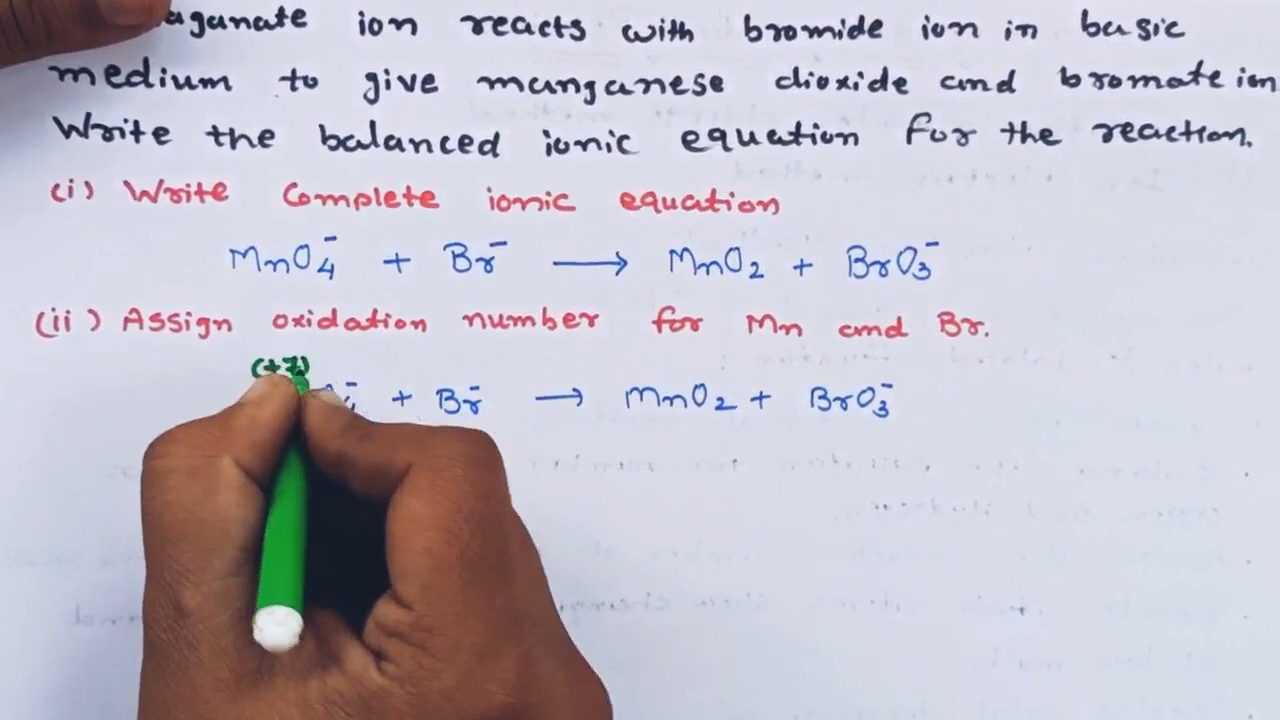 ion reacts with bromide ion in basic
medium to give manganese dioxide and bromate ion
Write the balanced ionic equation for the reaction.
(i) Write Complete ionic equation
MnO₄⁻ + Br⁻ ⟶ MnO₂ + BrO₃⁻
(ii) Assign oxidation number for Mn and Br.
(+7)
+ Br⁻ → MnO₂ + BrO₃⁻